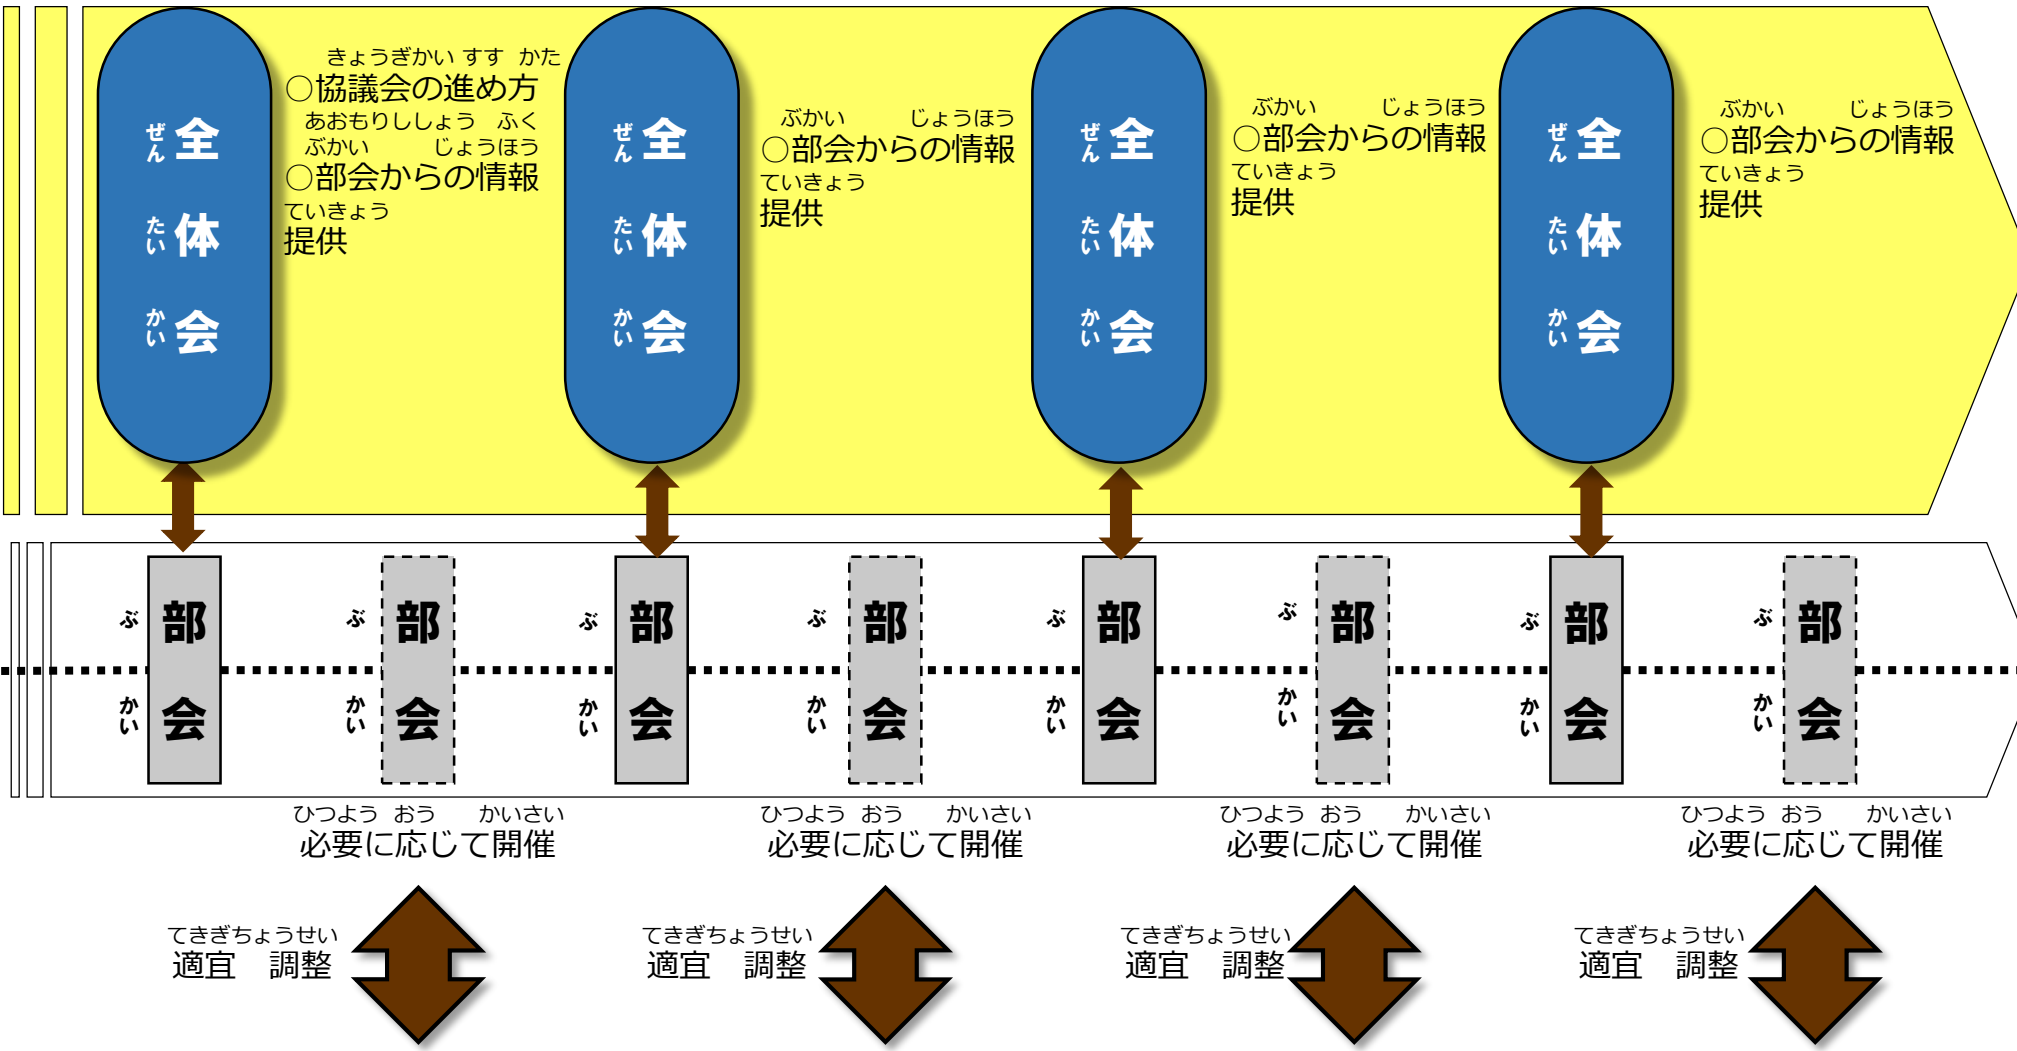 ぜん たい かい
全体会
きょうぎかい すす かた
○協議会の進め方
あおもりししょう ふく
ぶかい じょうほう
○部会からの情報
ていきょう
提供
ぜん たい かい
全体会
ぶかい じょうほう
○部会からの情報
ていきょう
提供
ぜん たい かい
全体会
ぶかい じょうほう
○部会からの情報
ていきょう
提供
ぜん たい かい
全体会
ぶかい じょうほう
○部会からの情報
ていきょう
提供
ぶ かい
部会
ぶ かい
部会
ぶ かい
部会
ぶ かい
部会
ぶ かい
部会
ぶ かい
部会
ぶ かい
部会
ぶ かい
部会
ひつよう おう かいさい
必要に応じて開催
ひつよう おう かいさい
必要に応じて開催
ひつよう おう かいさい
必要に応じて開催
ひつよう おう かいさい
必要に応じて開催
てきぎちょうせい
適宜 調整
てきぎちょうせい
適宜 調整
てきぎちょうせい
適宜 調整
てきぎちょうせい
適宜 調整